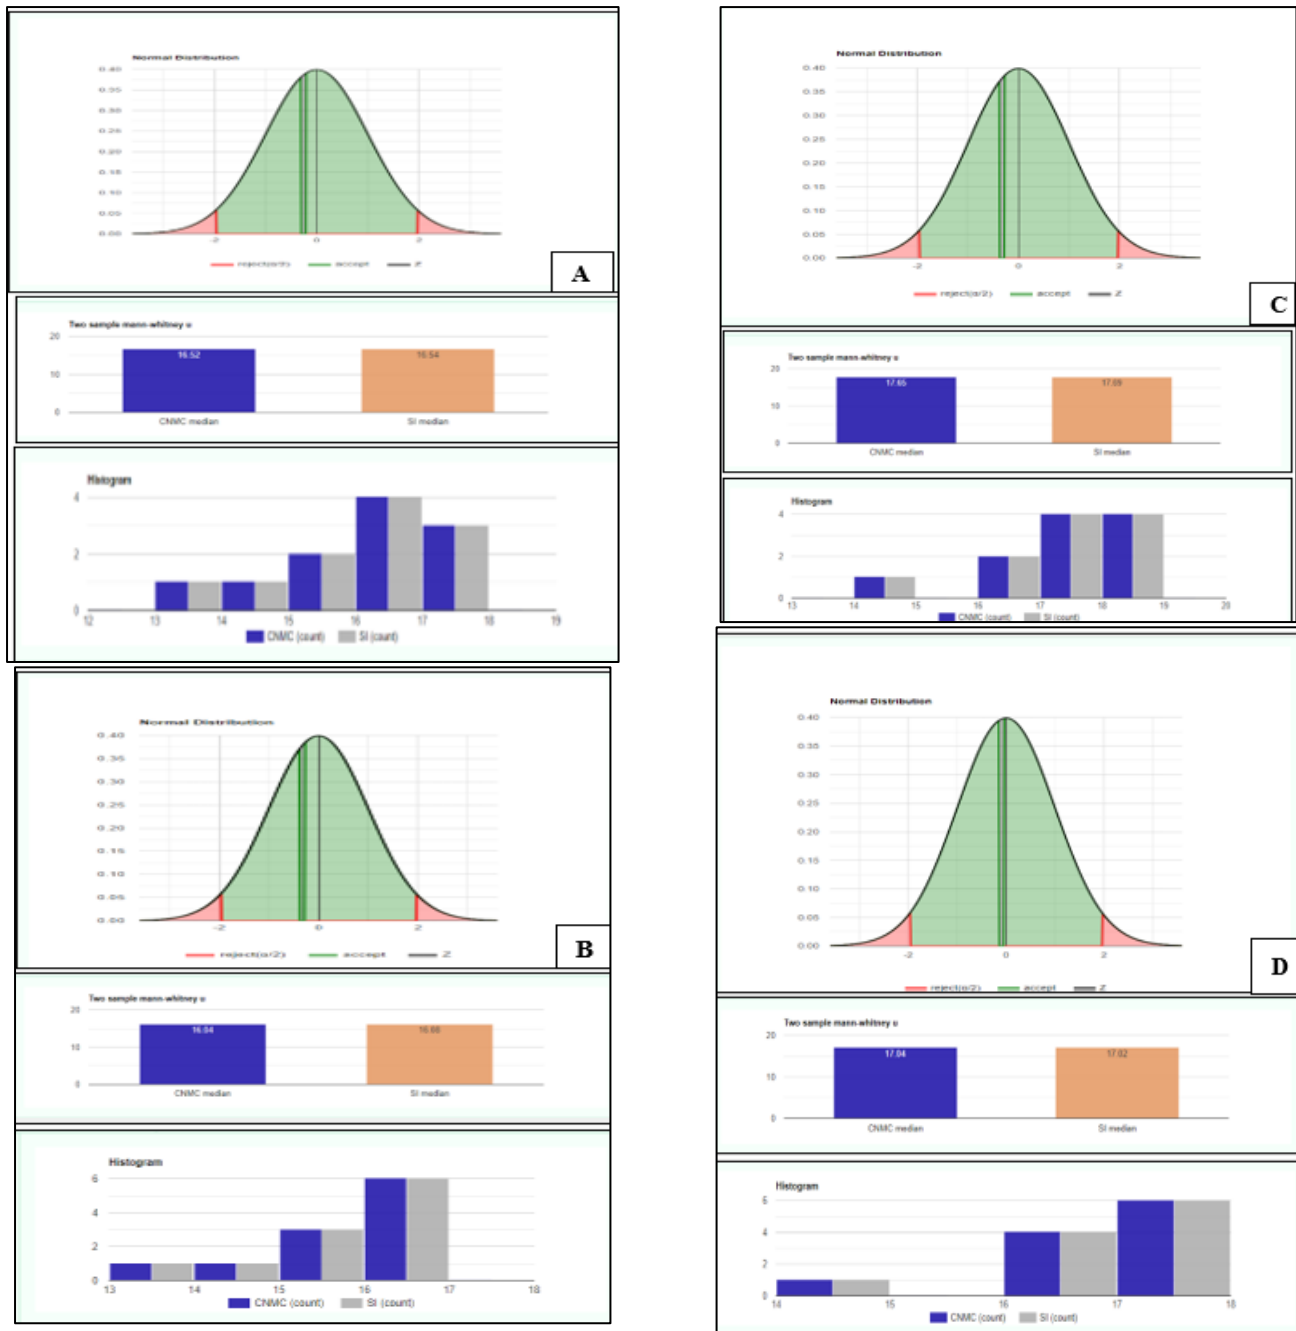 Normal Distribution
0.40
0.35
0.30
0.25
0.20
0.15
0.10
0.05
0.00
-2 0 2
reject(α/2) accept Z
A
Two sample mann-whitney u
20
16.52 16.54
10
0
CNMC median SI median
Histogram
4
2
0
12 13 14 15 16 17 18 19
CNMC (count) SI (count)
Normal Distribution
0.40
0.35
0.30
0.25
0.20
0.15
0.10
0.05
0.00
-2 0 2
reject(α/2) accept Z
B
Two sample mann-whitney u
20
16.04
10
0
CNMC median SI median
Histogram
6
4
2
0
13 14 15 16 17 18
CNMC (count) SI (count)
Normal Distribution
0.40
0.35
0.30
0.25
0.20
0.15
0.10
0.05
0.00
-2 0 2
reject(α/2) accept Z
C
Two sample mann-whitney u
20
17.65
10
0
CNMC median SI median
Histogram
4
2
0
13 14 15 16 17 18 19 20
CNMC (count) SI (count)
Normal Distribution
0.40
0.35
0.30
0.25
0.20
0.15
0.10
0.05
0.00
-2 0 2
reject(α/2) accept Z
D
Two sample mann-whitney u
20
17.04 17.02
10
0
CNMC median SI median
Histogram
6
4
2
0
14 15 16 17 18
CNMC (count) SI (count)